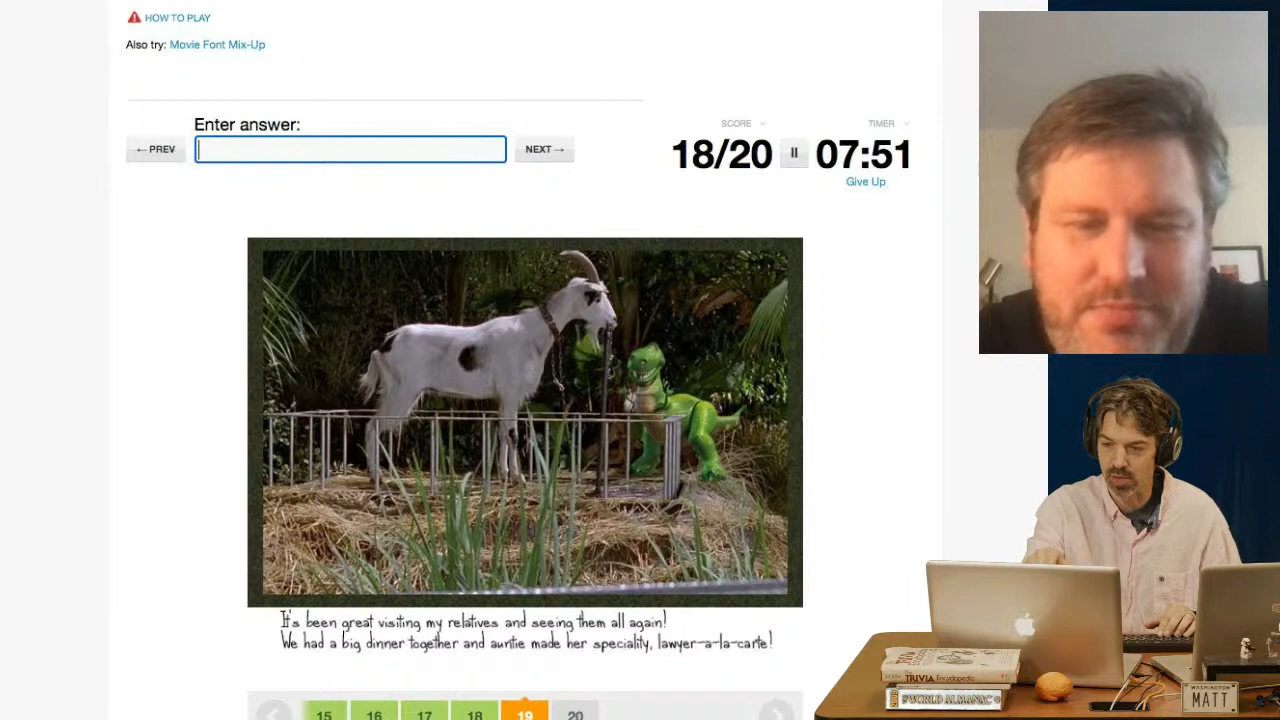 HOW TO PLAY
Also try: Movie Font Mix-Up
Enter answer:
SCORE
TIMER
← PREV
NEXT →
18/20
07:51
Give Up
It's been great visiting my relatives and seeing them all again!
We had a big dinner together and auntie made her speciality, lawyer-a-la-carte!
15 16 17 18 19 20
TRIVIA Encyclopedia
WORLD ALMANAC
WASHINGTON
MATT